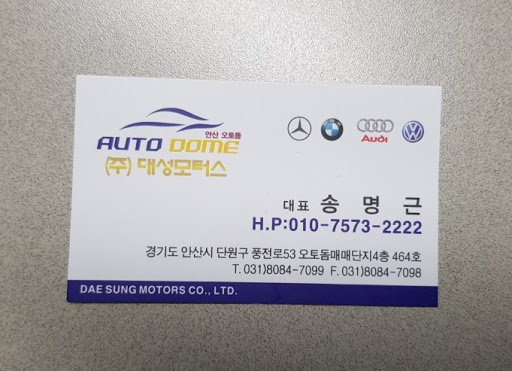 안산 오토돔
AUTO DOME
(주) 대성모터스
Audi
대표 송명근
H.P:010-7573-2222
경기도 안산시 단원구 풍전로53 오토돔매매단지4층 464호
T. 031)8084-7099 F. 031)8084-7098
DAE SUNG MOTORS CO., LTD.